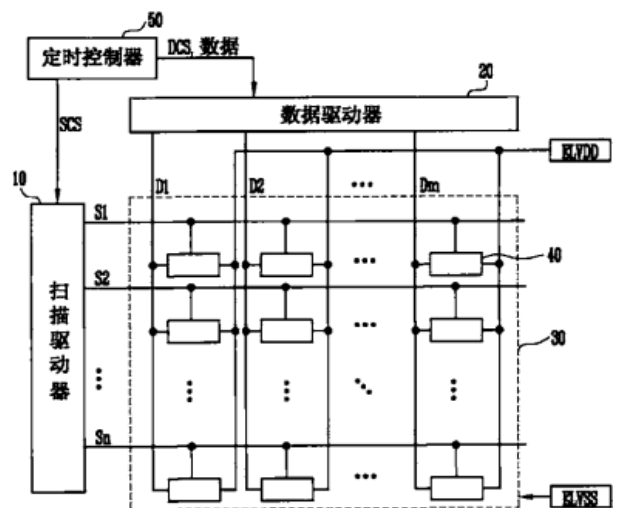 50
定时控制器
DCS, 数据
20
数据驱动器
SCS
ELVDD
10
D1
D2
Dm
S1
40
S2
扫描驱动器
30
Sn
ELVSS